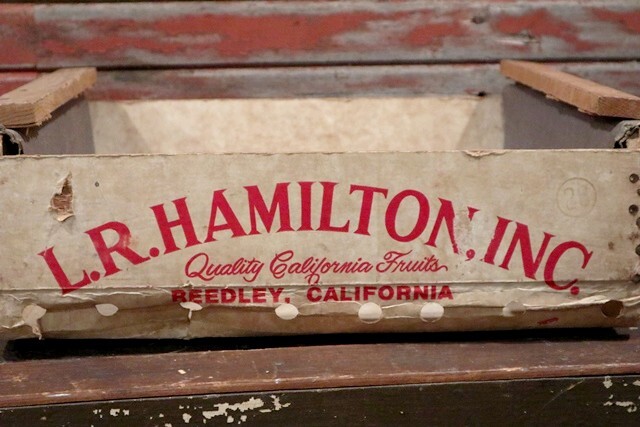 L.R. HAMILTON, INC.
Quality California Fruits
REEDLEY, CALIFORNIA